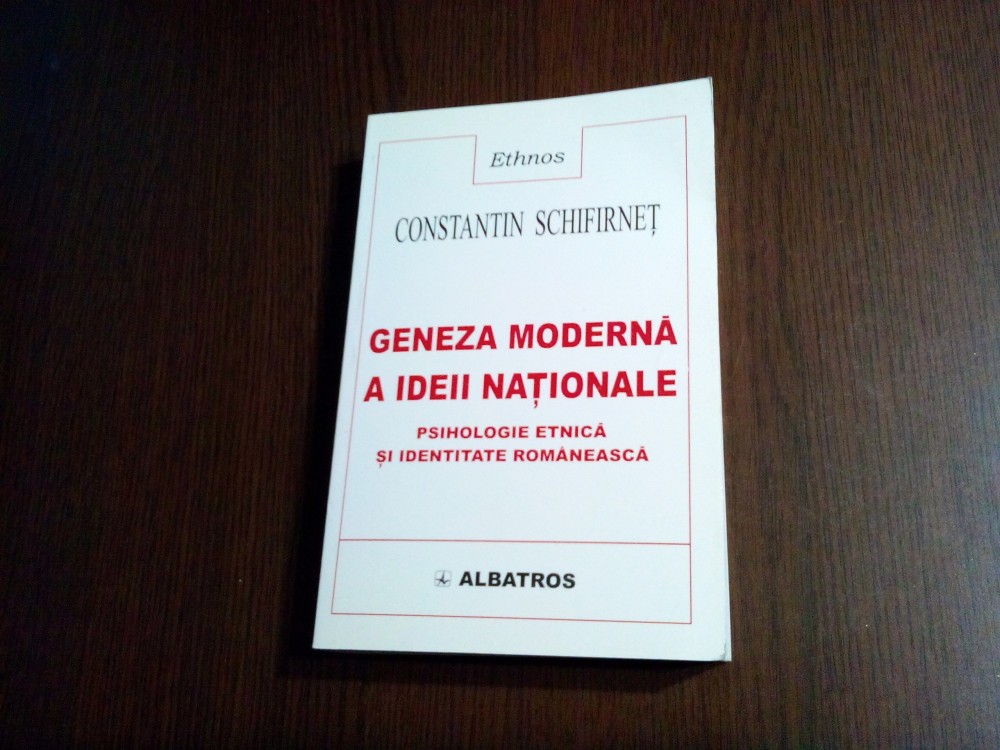 Ethnos
CONSTANTIN SCHIFIRNEȚ
GENEZA MODERNĂ
A IDEII NAȚIONALE
PSIHOLOGIE ETNICĂ
ȘI IDENTITATE ROMÂNEASCĂ
ALBATROS